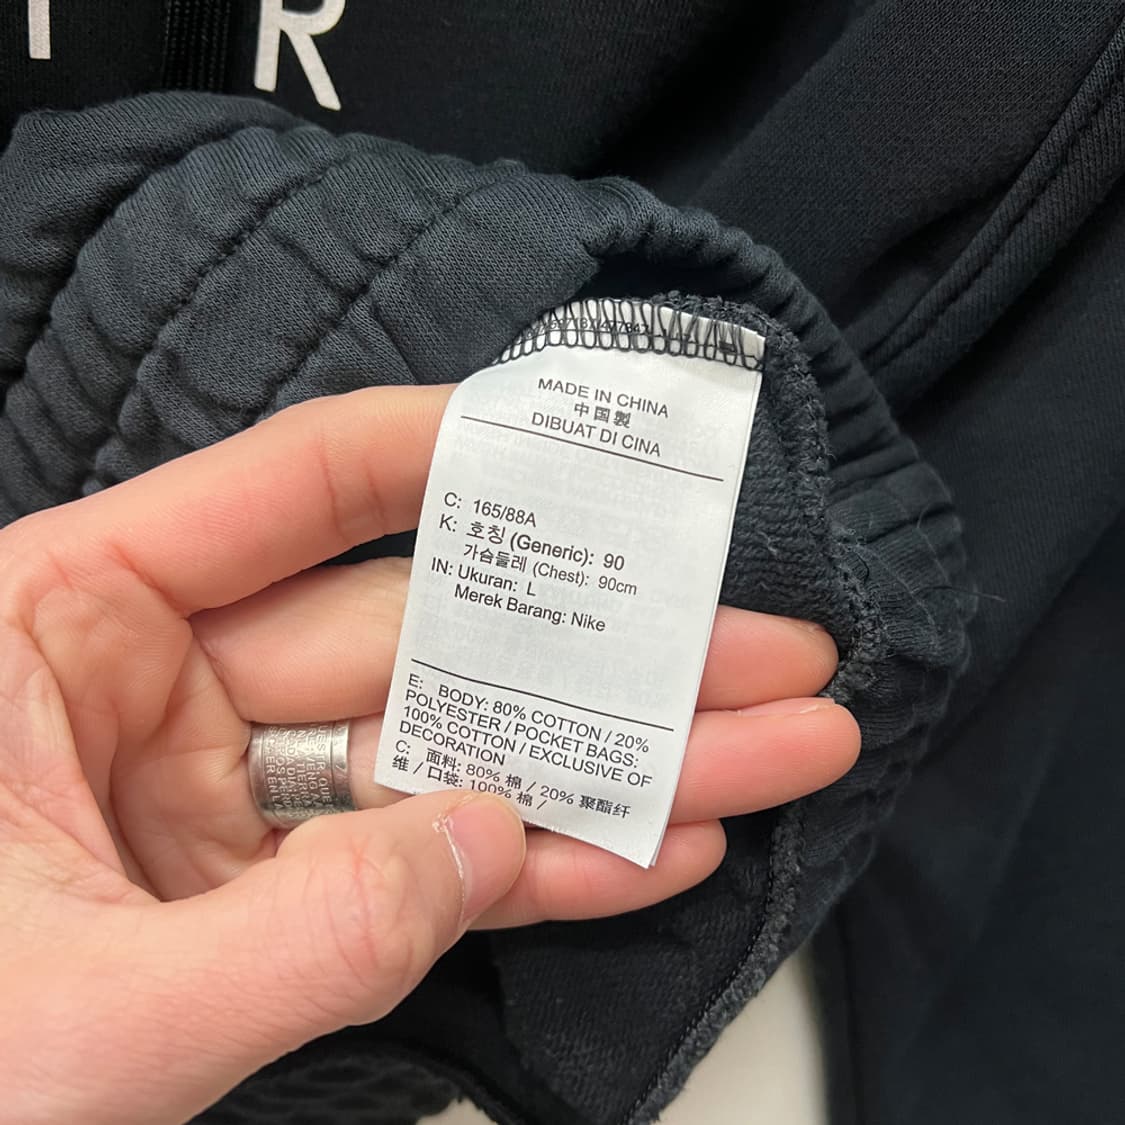 IR
MADE IN CHINA
中国製
DIBUAT DI CINA
C: 165/88A
K: 호칭 (Generic): 90
가슴둘레 (Chest): 90cm
IN: Ukuran: L
Merek Barang: Nike
E: BODY: 80% COTTON / 20%
POLYESTER / POCKET BAGS:
100% COTTON / EXCLUSIVE OF
DECORATION
C: 面料: 80% 棉 / 20% 聚酯纤
维 / 口袋: 100% 棉 /